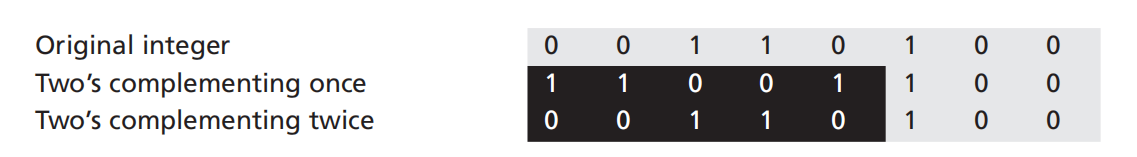 Original integer 0 0 1 1 0 1 0 0
Two’s complementing once 1 1 0 0 1 1 0 0
Two’s complementing twice 0 0 1 1 0 1 0 0